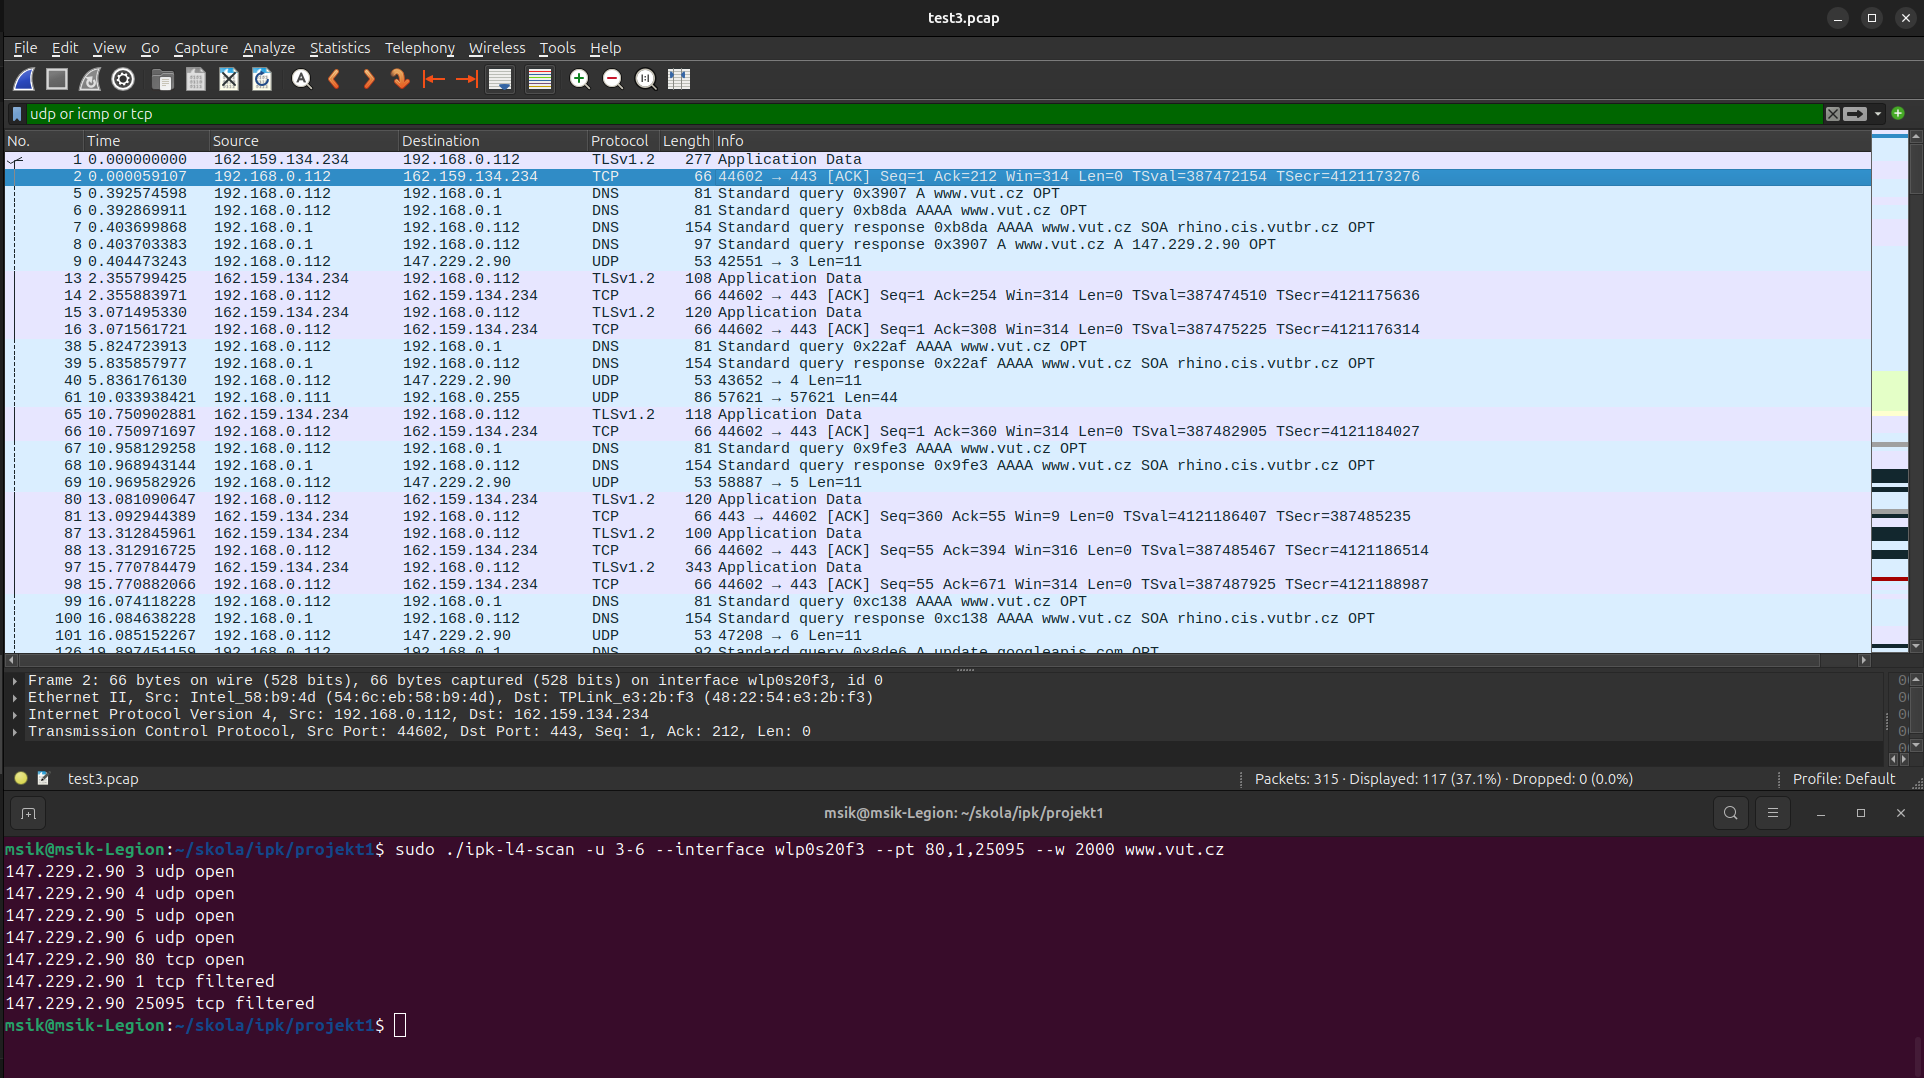 test3.pcap
File Edit View Go Capture Analyze Statistics Telephony Wireless Tools Help
udp or icmp or tcp
No. Time Source Destination Protocol Length Info
1 0.000000000 162.159.134.234 192.168.0.112 TLSv1.2 277 Application Data
2 0.000059107 192.168.0.112 162.159.134.234 TCP 66 44602 → 443 [ACK] Seq=1 Ack=212 Win=314 Len=0 TSval=387472154 TSecr=4121173276
5 0.392574598 192.168.0.112 192.168.0.1 DNS 81 Standard query 0x3907 A www.vut.cz OPT
6 0.392869911 192.168.0.112 192.168.0.1 DNS 81 Standard query 0xb8da AAAA www.vut.cz OPT
7 0.403699868 192.168.0.1 192.168.0.112 DNS 154 Standard query response 0xb8da AAAA www.vut.cz SOA rhino.cis.vutbr.cz OPT
8 0.403703383 192.168.0.1 192.168.0.112 DNS 97 Standard query response 0x3907 A www.vut.cz A 147.229.2.90 OPT
9 0.404473243 192.168.0.112 147.229.2.90 UDP 53 42551 → 3 Len=11
13 2.355799425 162.159.134.234 192.168.0.112 TLSv1.2 108 Application Data
14 2.355883971 192.168.0.112 162.159.134.234 TCP 66 44602 → 443 [ACK] Seq=1 Ack=254 Win=314 Len=0 TSval=387474510 TSecr=4121175636
15 3.071495330 162.159.134.234 192.168.0.112 TLSv1.2 120 Application Data
16 3.071561721 192.168.0.112 162.159.134.234 TCP 66 44602 → 443 [ACK] Seq=1 Ack=308 Win=314 Len=0 TSval=387475225 TSecr=4121176314
38 5.824723913 192.168.0.112 192.168.0.1 DNS 81 Standard query 0x22af AAAA www.vut.cz OPT
39 5.835857977 192.168.0.1 192.168.0.112 DNS 154 Standard query response 0x22af AAAA www.vut.cz SOA rhino.cis.vutbr.cz OPT
40 5.836176130 192.168.0.112 147.229.2.90 UDP 53 43652 → 4 Len=11
61 10.033938421 192.168.0.111 192.168.0.255 UDP 86 57621 → 57621 Len=44
65 10.750902881 162.159.134.234 192.168.0.112 TLSv1.2 118 Application Data
66 10.750971697 192.168.0.112 162.159.134.234 TCP 66 44602 → 443 [ACK] Seq=1 Ack=360 Win=314 Len=0 TSval=387482905 TSecr=4121184027
67 10.958129258 192.168.0.112 192.168.0.1 DNS 81 Standard query 0x9fe3 AAAA www.vut.cz OPT
68 10.968943144 192.168.0.1 192.168.0.112 DNS 154 Standard query response 0x9fe3 AAAA www.vut.cz SOA rhino.cis.vutbr.cz OPT
69 10.969582926 192.168.0.112 147.229.2.90 UDP 53 58887 → 5 Len=11
80 13.081090647 192.168.0.112 162.159.134.234 TLSv1.2 120 Application Data
81 13.092944389 162.159.134.234 192.168.0.112 TCP 66 443 → 44602 [ACK] Seq=360 Ack=55 Win=9 Len=0 TSval=4121186407 TSecr=387485235
87 13.312845961 162.159.134.234 192.168.0.112 TLSv1.2 100 Application Data
88 13.312916725 192.168.0.112 162.159.134.234 TCP 66 44602 → 443 [ACK] Seq=55 Ack=394 Win=316 Len=0 TSval=387485467 TSecr=4121186514
97 15.770784479 162.159.134.234 192.168.0.112 TLSv1.2 343 Application Data
98 15.770882066 192.168.0.112 162.159.134.234 TCP 66 44602 → 443 [ACK] Seq=55 Ack=671 Win=314 Len=0 TSval=387487925 TSecr=4121188987
99 16.074118228 192.168.0.112 192.168.0.1 DNS 81 Standard query 0xc138 AAAA www.vut.cz OPT
100 16.084638228 192.168.0.1 192.168.0.112 DNS 154 Standard query response 0xc138 AAAA www.vut.cz SOA rhino.cis.vutbr.cz OPT
101 16.085152267 192.168.0.112 147.229.2.90 UDP 53 47208 → 6 Len=11
126 19.897451159 192.168.0.112 192.168.0.1 DNS 92 Standard query 0x8de6 A update.googleapis.com OPT
Frame 2: 66 bytes on wire (528 bits), 66 bytes captured (528 bits) on interface wlp0s20f3, id 0
Ethernet II, Src: Intel_58:b9:4d (54:6c:eb:58:b9:4d), Dst: TPLink_e3:2b:f3 (48:22:54:e3:2b:f3)
Internet Protocol Version 4, Src: 192.168.0.112, Dst: 162.159.134.234
Transmission Control Protocol, Src Port: 44602, Dst Port: 443, Seq: 1, Ack: 212, Len: 0
test3.pcap Packets: 315 · Displayed: 117 (37.1%) · Dropped: 0 (0.0%) Profile: Default
msik@msik-Legion: ~/skola/ipk/projekt1
msik@msik-Legion:~/skola/ipk/projekt1$ sudo ./ipk-l4-scan -u 3-6 --interface wlp0s20f3 --pt 80,1,25095 --w 2000 www.vut.cz
147.229.2.90 3 udp open
147.229.2.90 4 udp open
147.229.2.90 5 udp open
147.229.2.90 6 udp open
147.229.2.90 80 tcp open
147.229.2.90 1 tcp filtered
147.229.2.90 25095 tcp filtered
msik@msik-Legion:~/skola/ipk/projekt1$